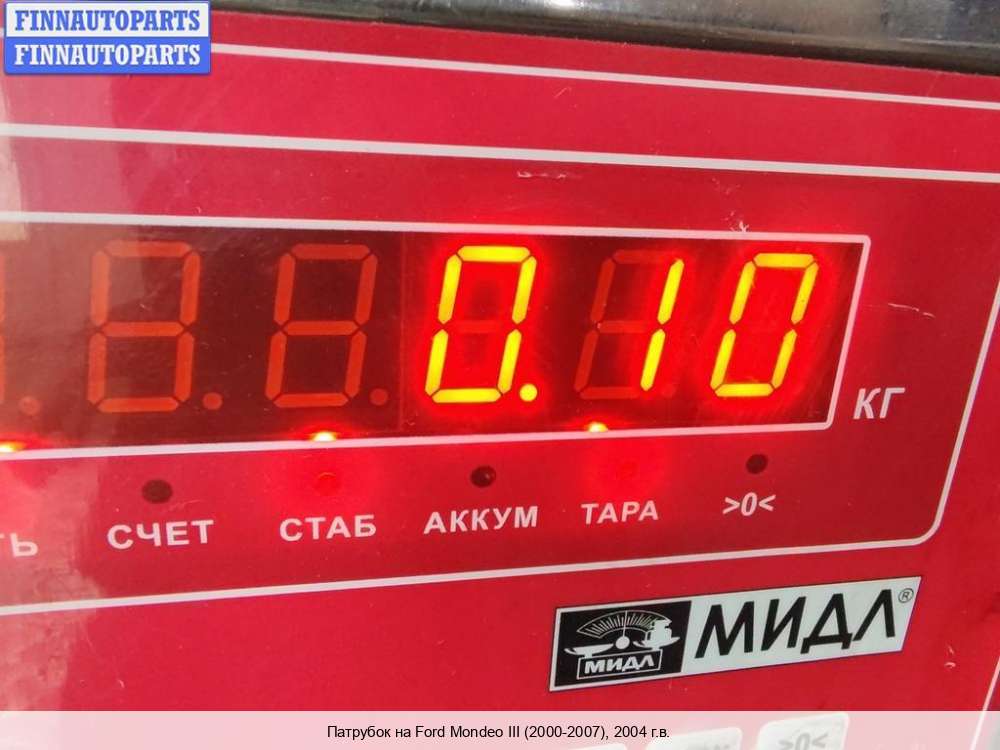 FINNAUTOPARTS
FINNAUTOPARTS
0.10
КГ
СЧЕТ СТАБ АККУМ ТАРА >0<
МИДЛ МИДЛ®
>0<
Патрубок на Ford Mondeo III (2000-2007), 2004 г.в.